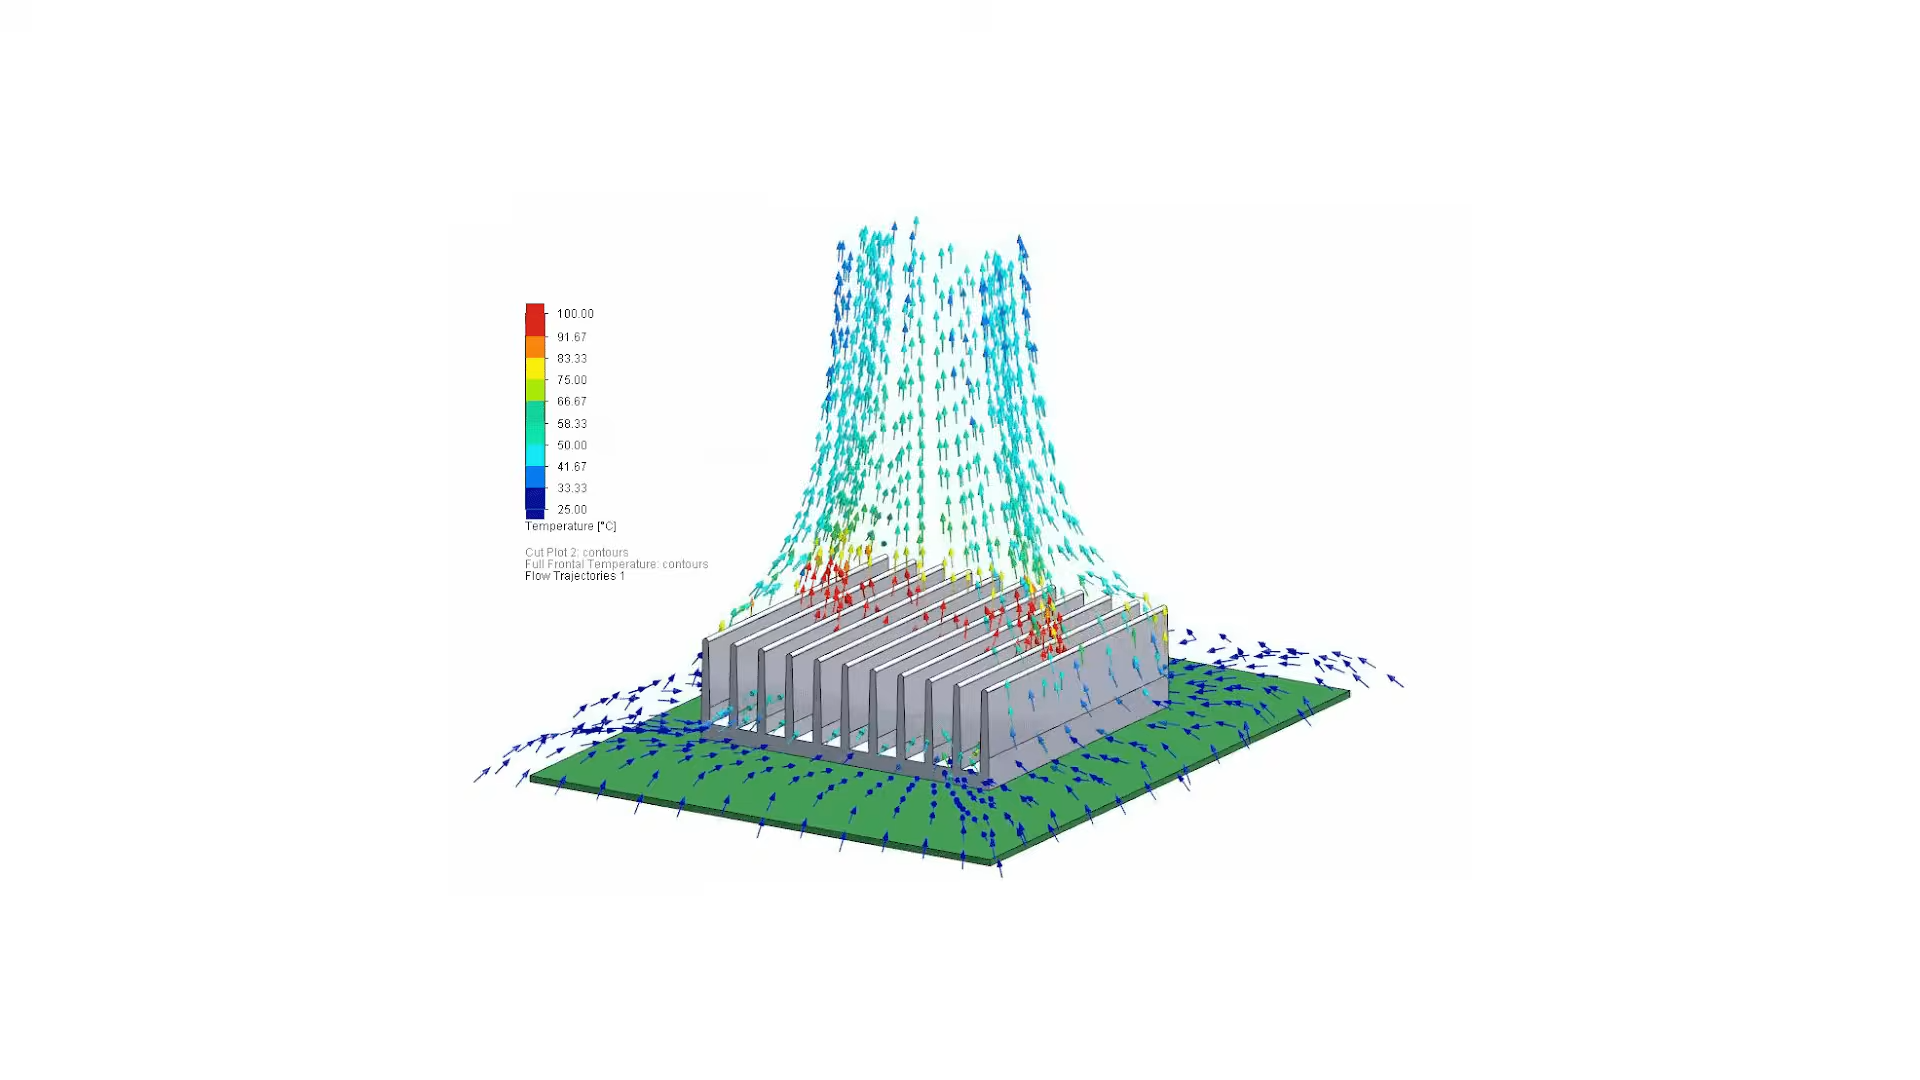 100.00
91.67
83.33
75.00
66.67
58.33
50.00
41.67
33.33
25.00
Temperature [°C]
Cut Plot 2: contours
Full Frontal Temperature: contours
Flow Trajectories 1